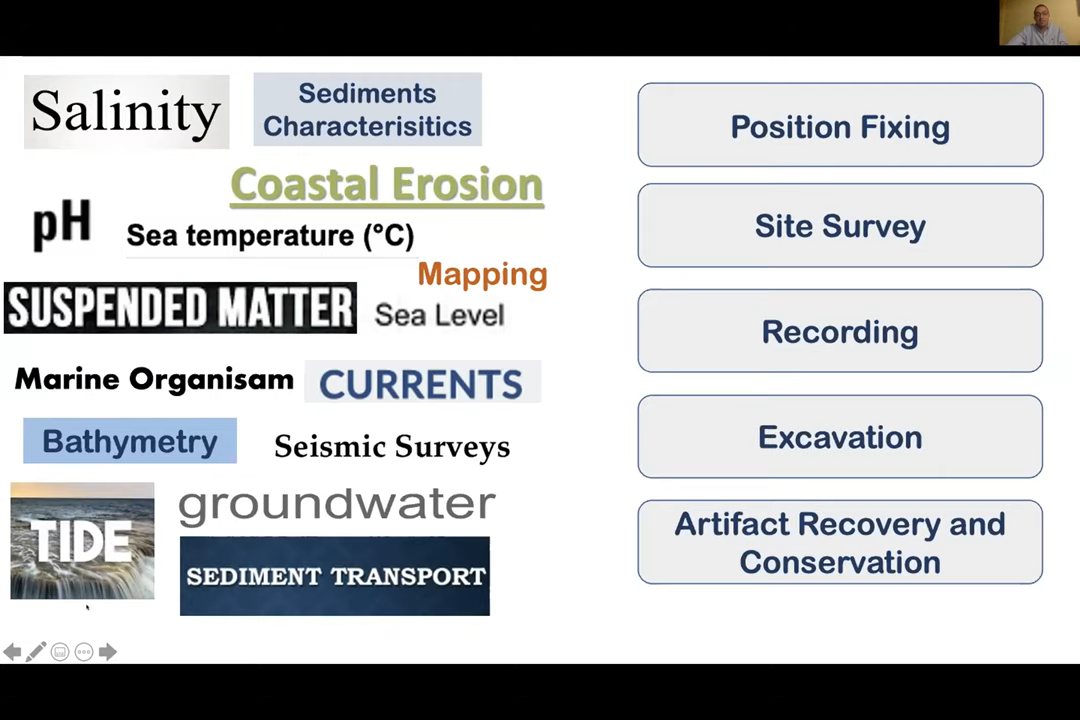 Salinity
Sediments
Characterisitics
Coastal Erosion
pH
Sea temperature (°C)
Mapping
SUSPENDED MATTER
Sea Level
Marine Organisam
CURRENTS
Bathymetry
Seismic Surveys
TIDE
groundwater
SEDIMENT TRANSPORT
Position Fixing
Site Survey
Recording
Excavation
Artifact Recovery and
Conservation